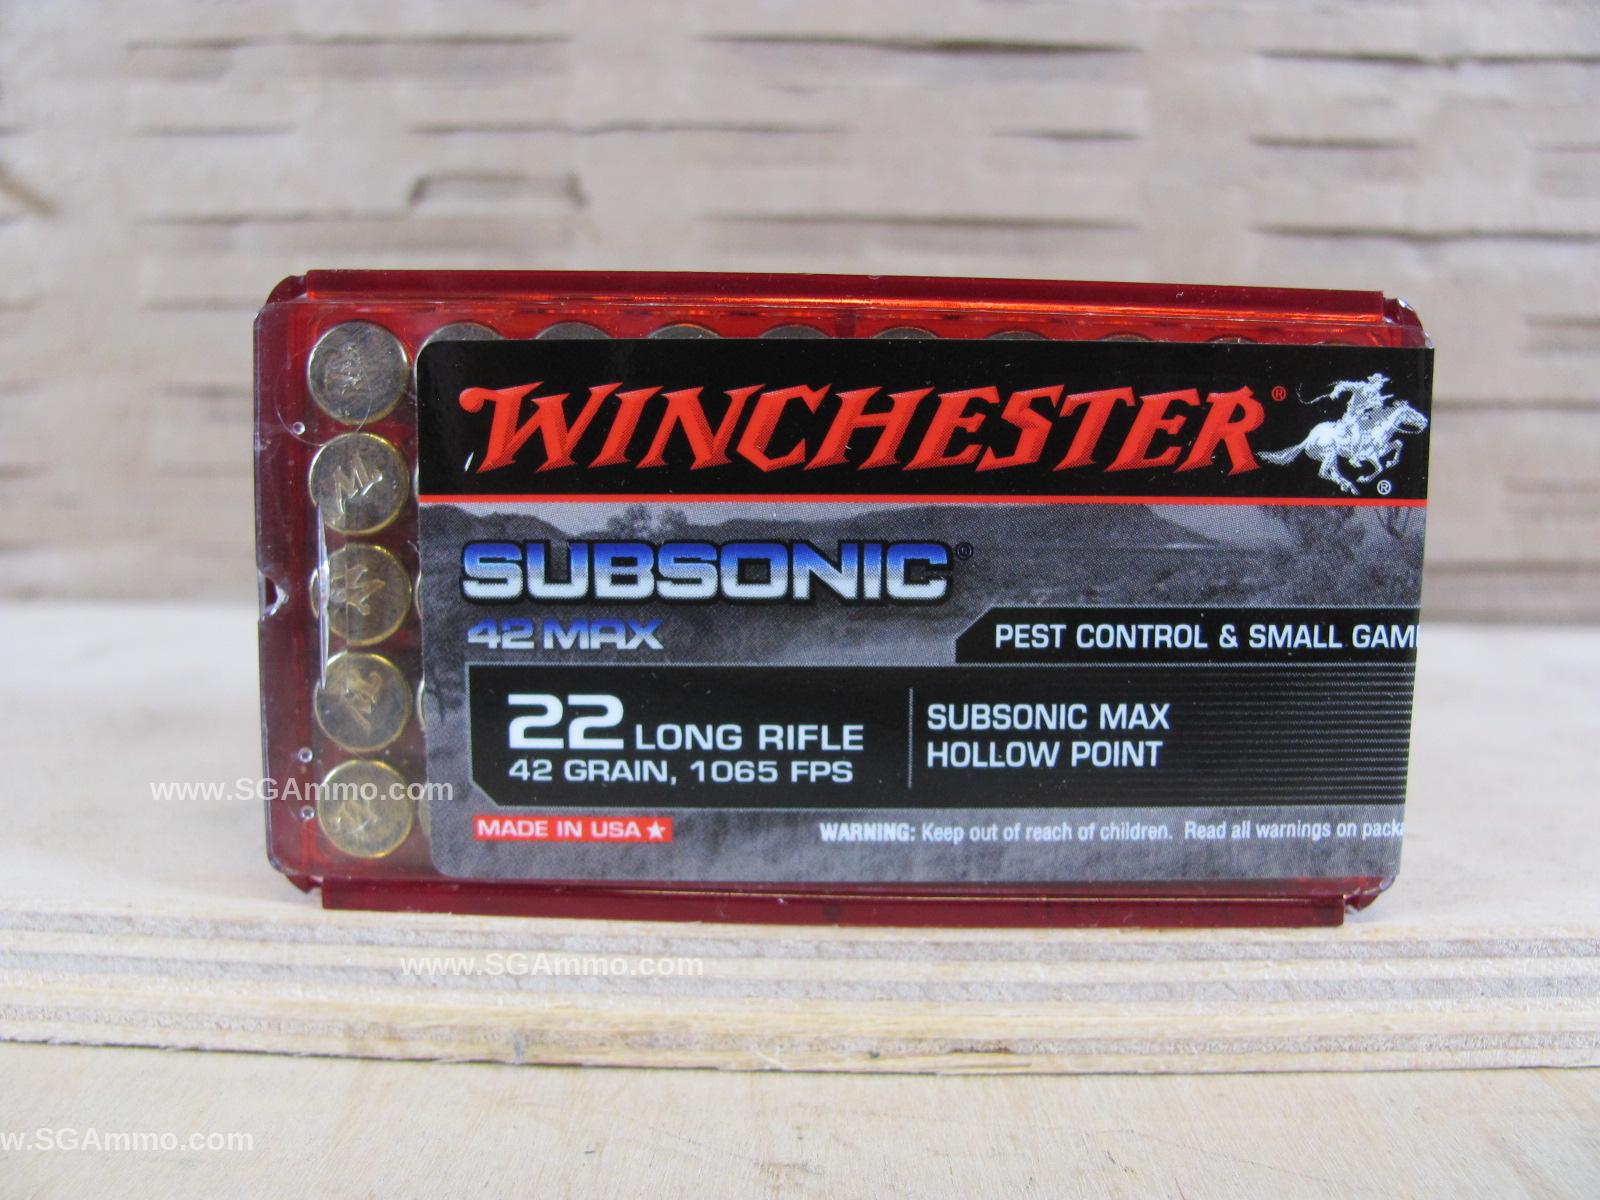 WINCHESTER®
®
SUBSONIC®
42 MAX
PEST CONTROL & SMALL GAM
22 LONG RIFLE
42 GRAIN, 1065 FPS
SUBSONIC MAX
HOLLOW POINT
MADE IN USA★
WARNING: Keep out of reach of children. Read all warnings on packa
www.SGAmmo.com
www.SGAmmo.com
w.SGAmmo.com